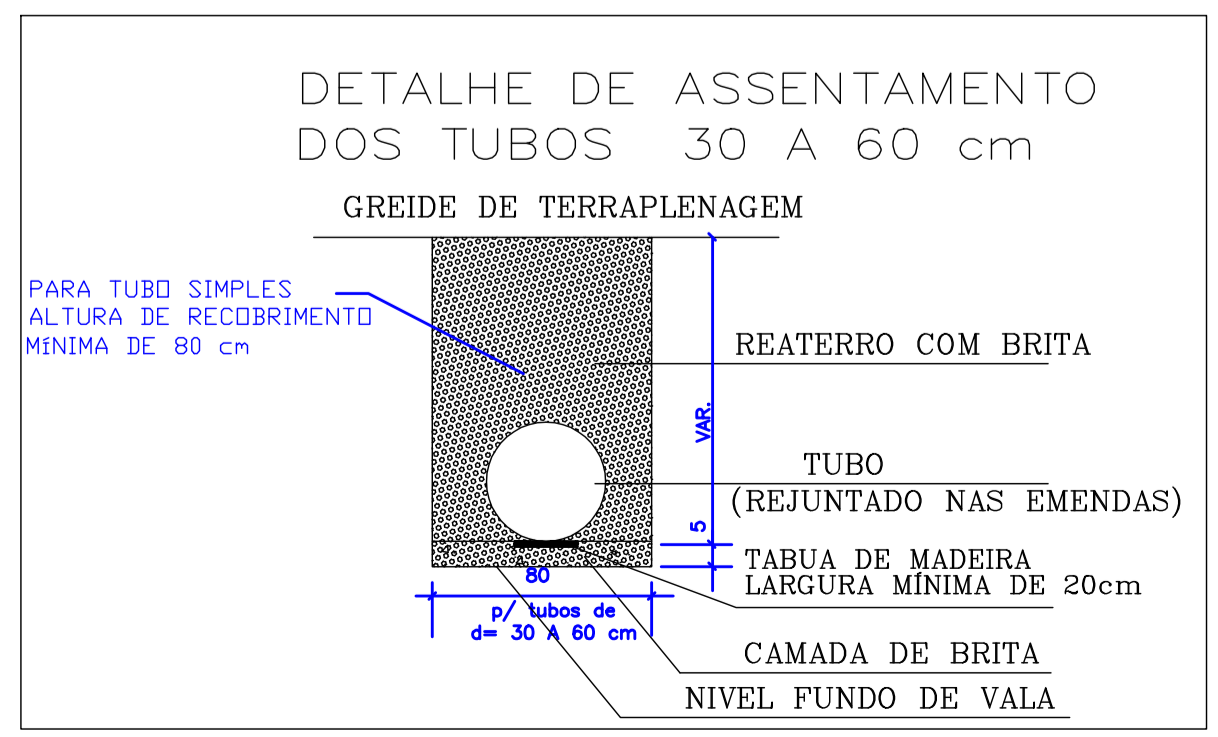 DETALHE DE ASSENTAMENTO
DOS TUBOS 30 A 60 cm
GREIDE DE TERRAPLENAGEM
PARA TUBO SIMPLES
ALTURA DE RECOBRIMENTO
MíNIMA DE 80 cm
REATERRO COM BRITA
VAR.
TUBO
(REJUNTADO NAS EMENDAS)
5
TABUA DE MADEIRA
LARGURA MÍNIMA DE 20cm
80
p/ tubos de
d= 30 A 60 cm
CAMADA DE BRITA
NIVEL FUNDO DE VALA